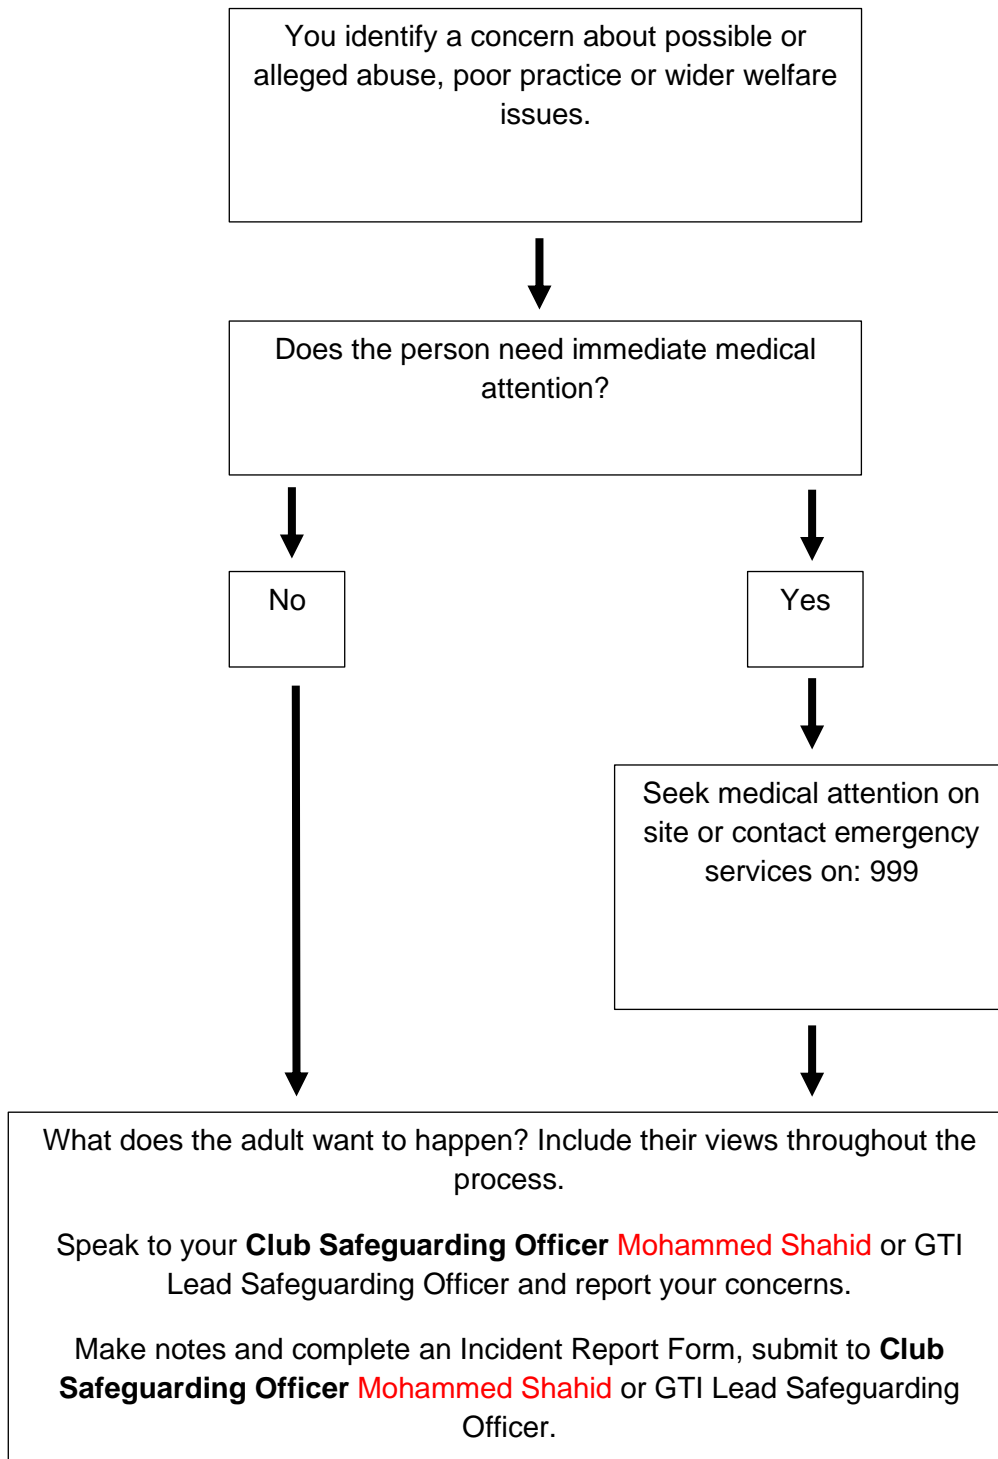 You identify a concern about possible or
alleged abuse, poor practice or wider welfare
issues.
Does the person need immediate medical
attention?
No
Yes
Seek medical attention on
site or contact emergency
services on: 999
What does the adult want to happen? Include their views throughout the
process.
Speak to your Club Safeguarding Officer Mohammed Shahid or GTI
Lead Safeguarding Officer and report your concerns.
Make notes and complete an Incident Report Form, submit to Club
Safeguarding Officer Mohammed Shahid or GTI Lead Safeguarding
Officer.